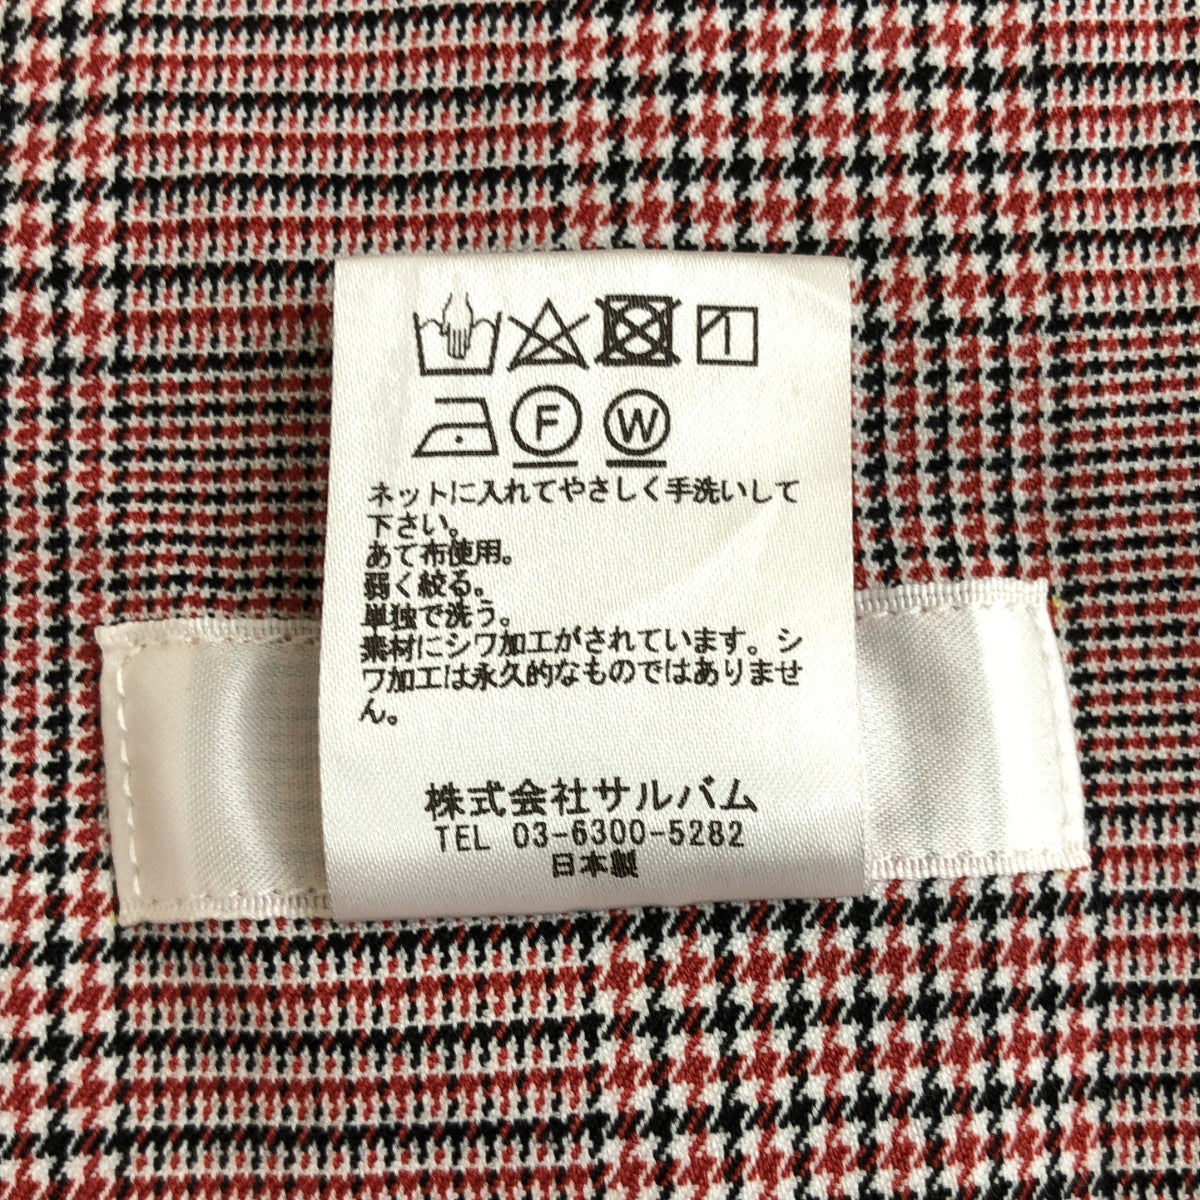 F W
ネットに入れてやさしく手洗いして
下さい。
あて布使用。
弱く絞る。
単独で洗う。
素材にシワ加工がされています。シ
ワ加工は永久的なものではありませ
ん。
株式会社サルバム
TEL 03-6300-5282
日本製